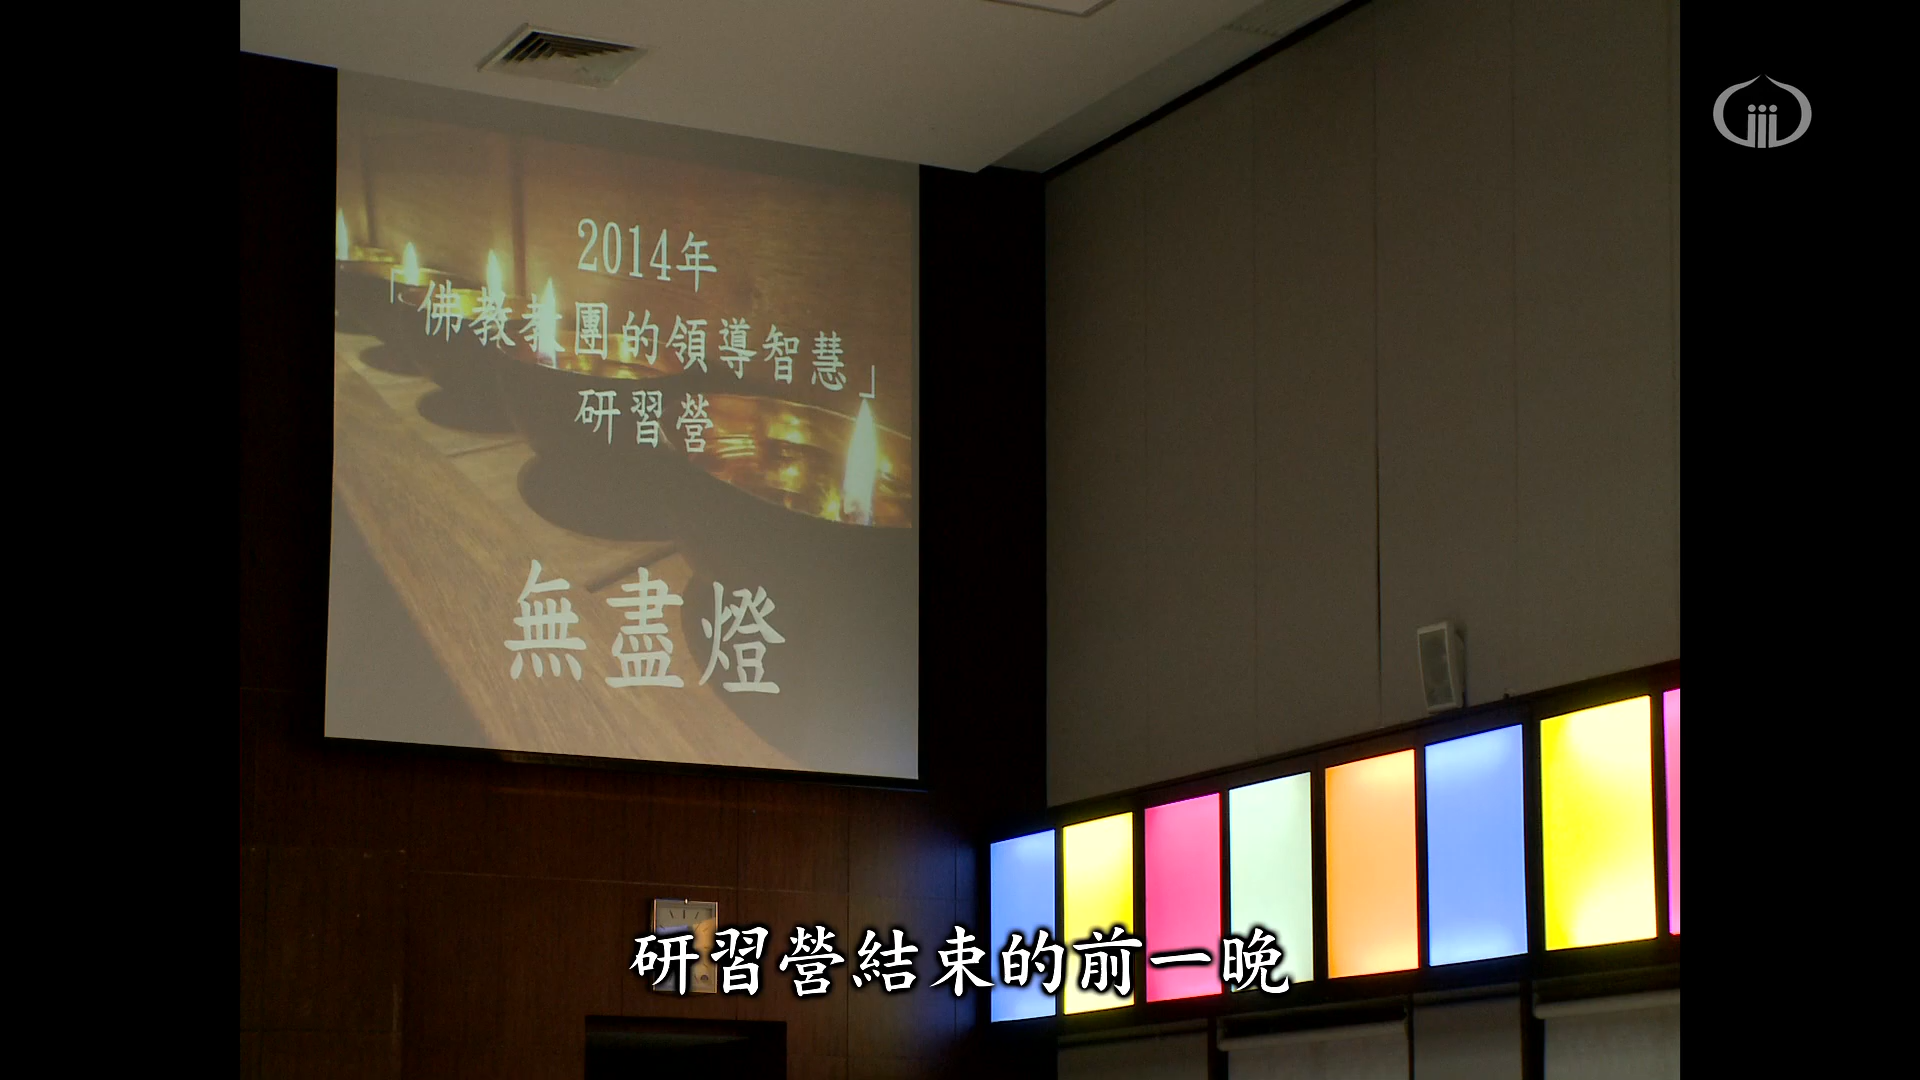 2014年
「佛教教團的領導智慧」
研習營
無盡燈
研習營結束的前一晚